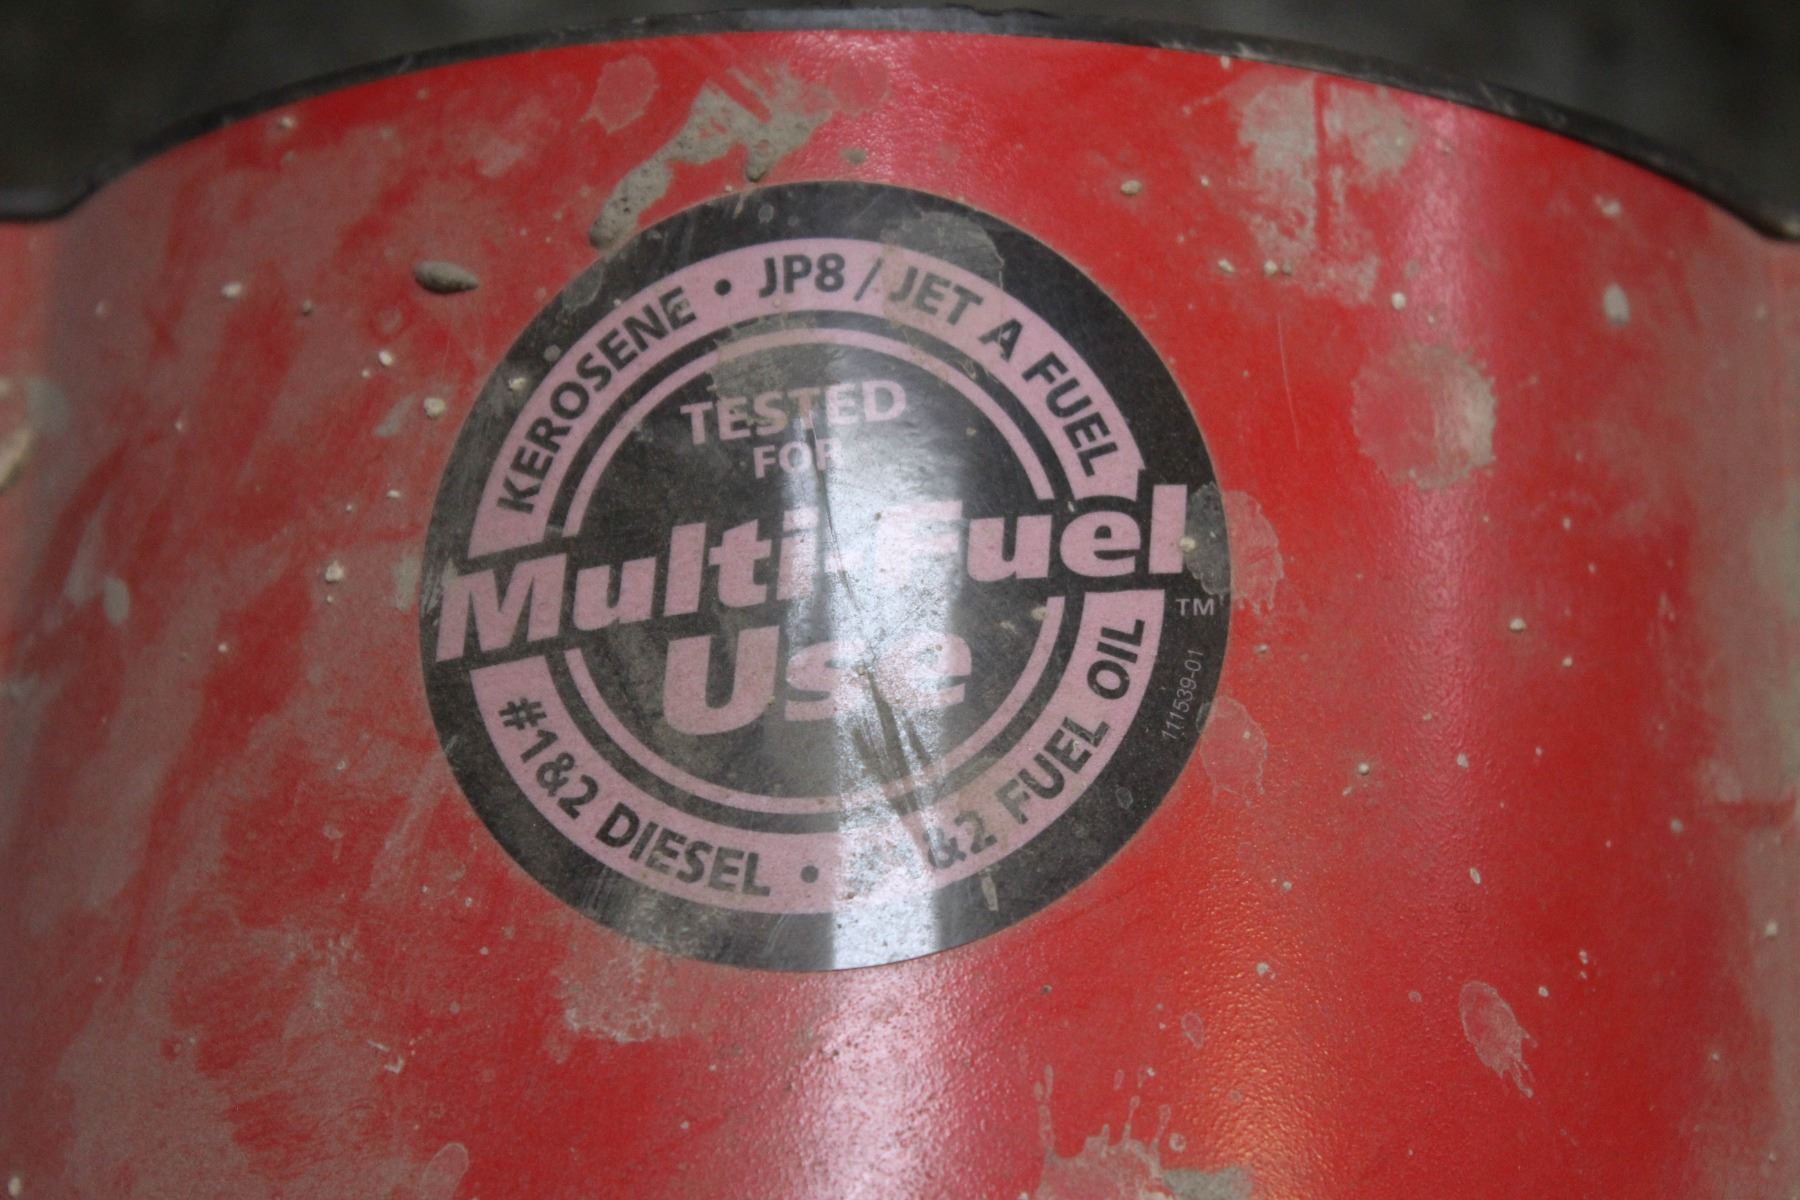 KEROSENE • JP8 / JET A FUEL
TESTED
FOR
Multi-Fuel
Use
TM
#1&2 DIESEL •
&2 FUEL OIL
111539-01